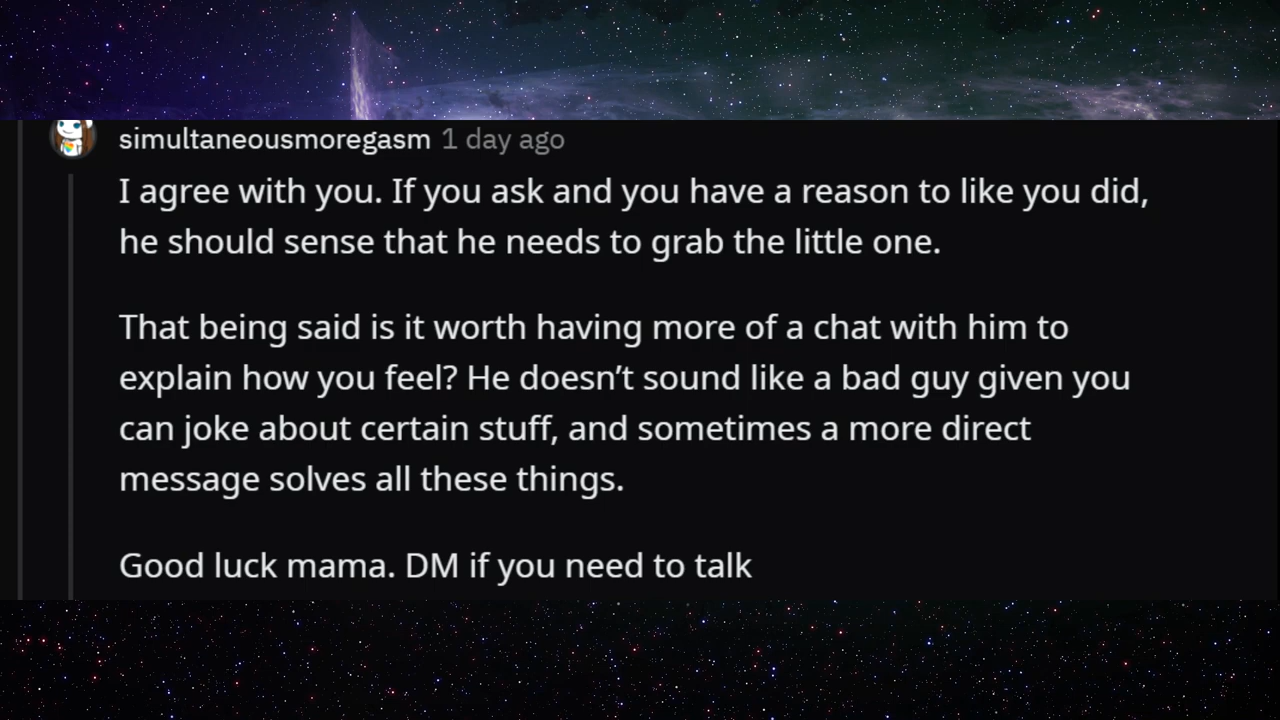 simultaneousmoregasm 1 day ago
I agree with you. If you ask and you have a reason to like you did,
he should sense that he needs to grab the little one.
That being said is it worth having more of a chat with him to
explain how you feel? He doesn’t sound like a bad guy given you
can joke about certain stuff, and sometimes a more direct
message solves all these things.
Good luck mama. DM if you need to talk